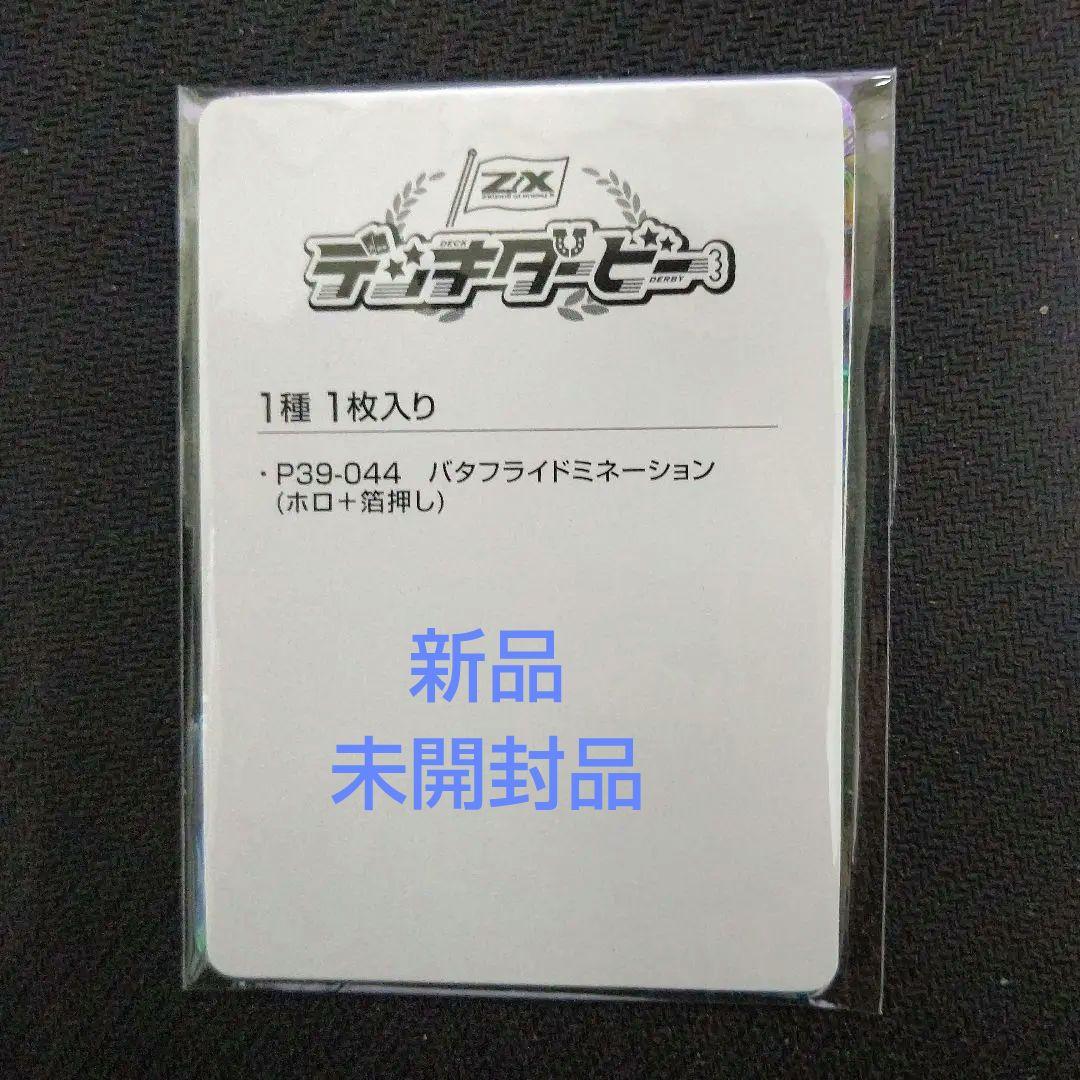 Z/X
デッキダービー
DECK
DERBY
1種 1枚入り
・P39-044 バタフライドミネーション
(ホロ+箔押し)
新品
未開封品